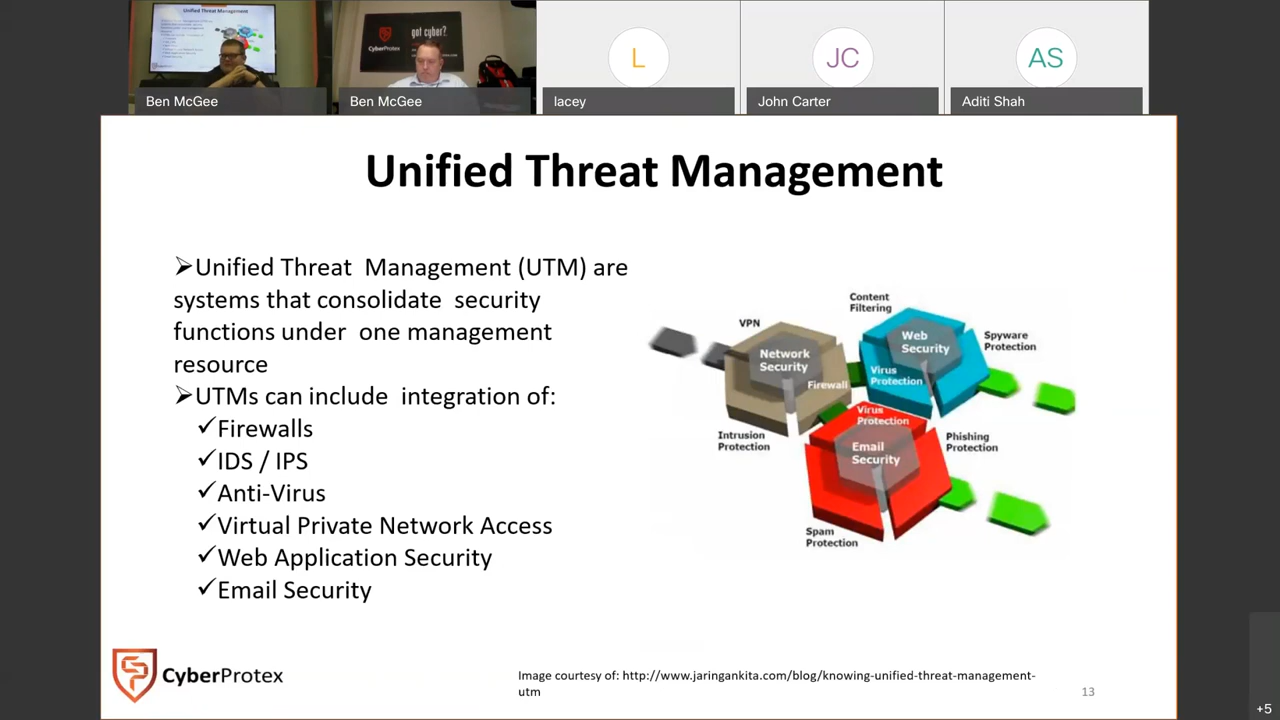 Unified Threat Management
CyberProtex
got cyber?
Ben McGee
Ben McGee
L
lacey
JC
John Carter
AS
Aditi Shah
Unified Threat Management
➢Unified Threat Management (UTM) are
systems that consolidate security
functions under one management
resource
➢UTMs can include integration of:
✓Firewalls
✓IDS / IPS
✓Anti-Virus
✓Virtual Private Network Access
✓Web Application Security
✓Email Security
Content
Filtering
VPN
Web
Security
Spyware
Protection
Network
Security
Virus
Protection
Firewall
Virus
Protection
Intrusion
Protection
Email
Security
Phishing
Protection
Spam
Protection
CyberProtex
Image courtesy of: http://www.jaringankita.com/blog/knowing-unified-threat-management-
utm
13
+5